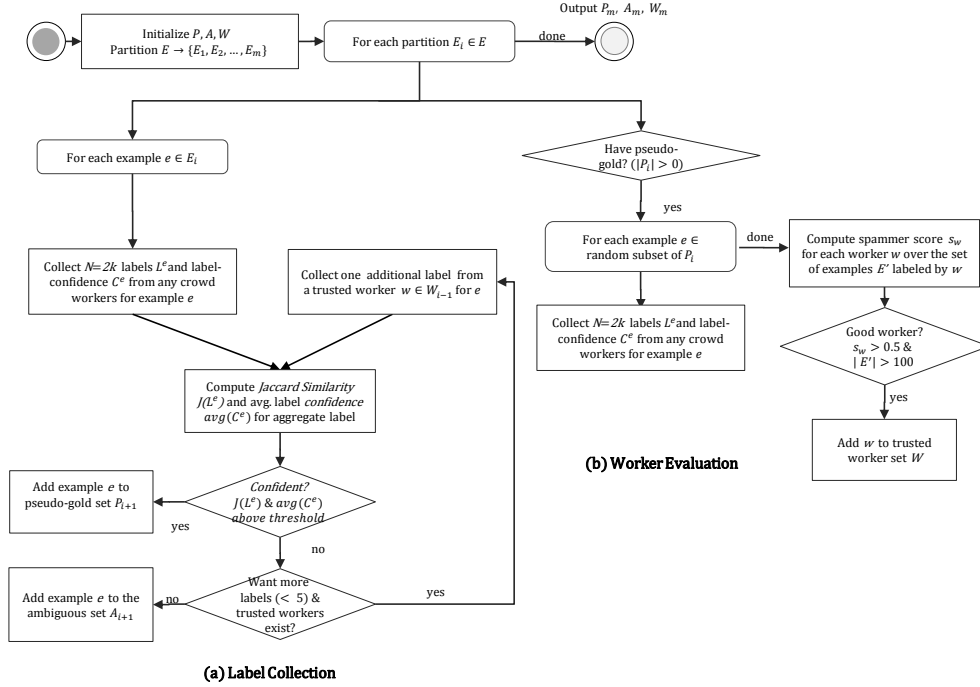 Output P_m, A_m, W_m
Initialize P, A, W
Partition E → {E_1, E_2, ..., E_m}
For each partition E_i ∈ E
done
For each example e ∈ E_i
Have pseudo-
gold? (|P_i| > 0)
yes
For each example e ∈
random subset of P_i
done
Compute spammer score s_w
for each worker w over the set
of examples E′ labeled by w
Collect N=2k labels L^e and label-
confidence C^e from any crowd
workers for example e
Collect one additional label from
a trusted worker w ∈ W_{i−1} for e
Collect N=2k labels L^e and label-
confidence C^e from any crowd
workers for example e
Good worker?
s_w > 0.5 &
| E′| > 100
yes
Add w to trusted
worker set W
Compute Jaccard Similarity
J(L^e) and avg. label confidence
avg(C^e) for aggregate label
(b) Worker Evaluation
Confident?
J(L^e) & avg(C^e)
above threshold
Add example e to
pseudo-gold set P_{i+1}
yes
no
Want more
labels (< 5) &
trusted workers
exist?
yes
no
Add example e to the
ambiguous set A_{i+1}
(a) Label Collection